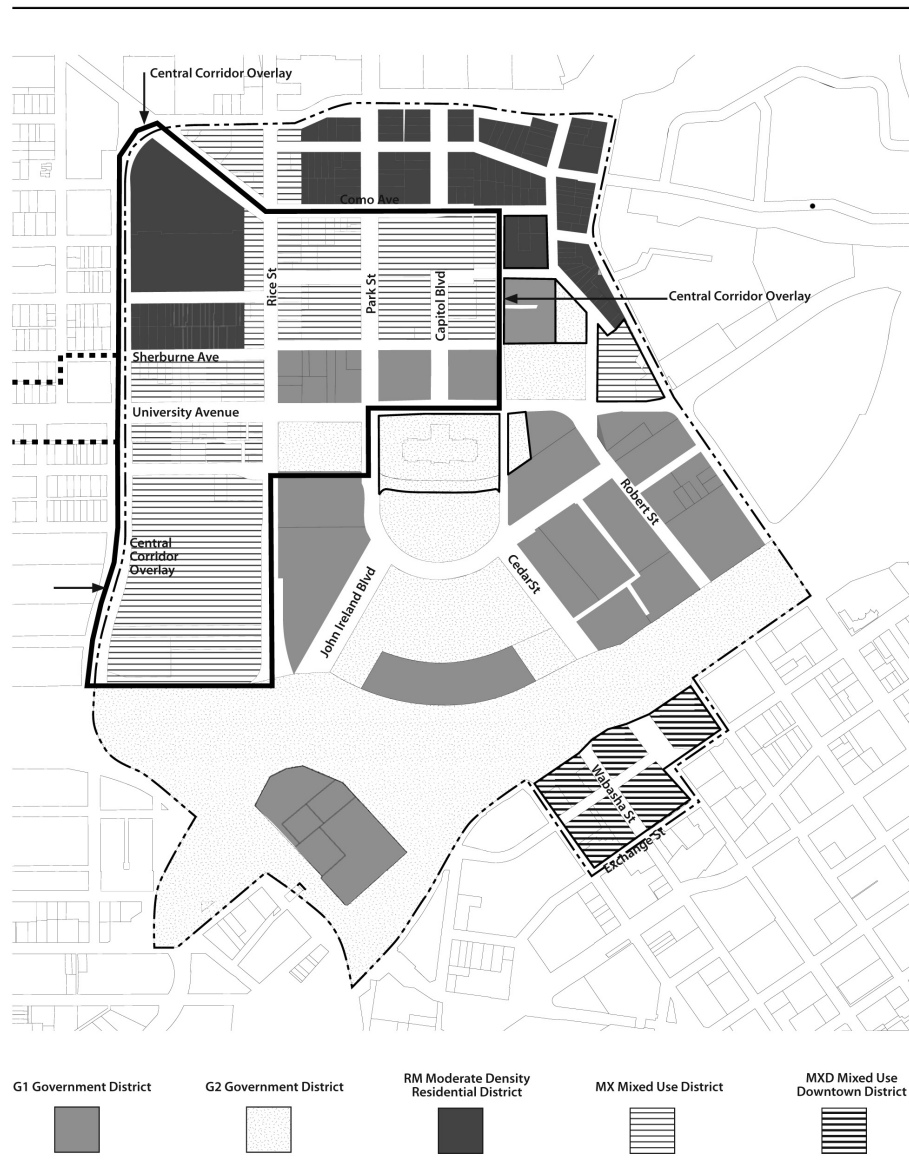 Central Corridor Overlay
Como Ave
Rice St
Park St
Capitol Blvd
Central Corridor Overlay
Sherburne Ave
University Avenue
Robert St
Central
Corridor
Overlay
CedarSt
John Ireland Blvd
Wabasha St
Exchange St
G1 Government District
G2 Government District
RM Moderate Density
Residential District
MX Mixed Use District
MXD Mixed Use
Downtown District